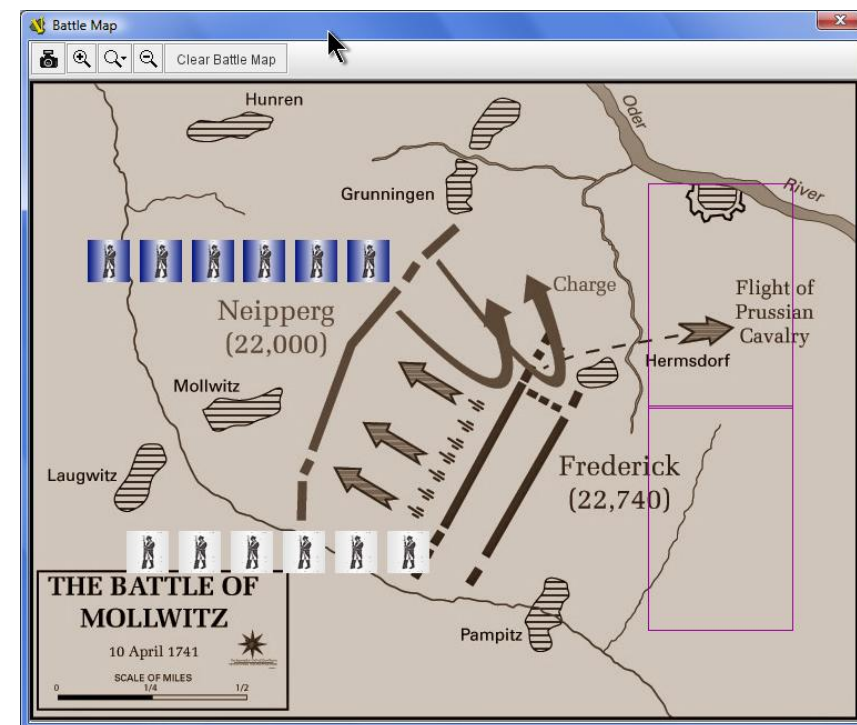 Battle Map
Clear Battle Map
Hunren
Oder
River
Grunningen
Charge
Flight of
Prussian
Cavalry
Neipperg
(22,000)
Hermsdorf
Mollwitz
Frederick
(22,740)
Laugwitz
THE BATTLE OF
MOLLWITZ
10 April 1741
SCALE OF MILES
0 1/4 1/2
Pampitz